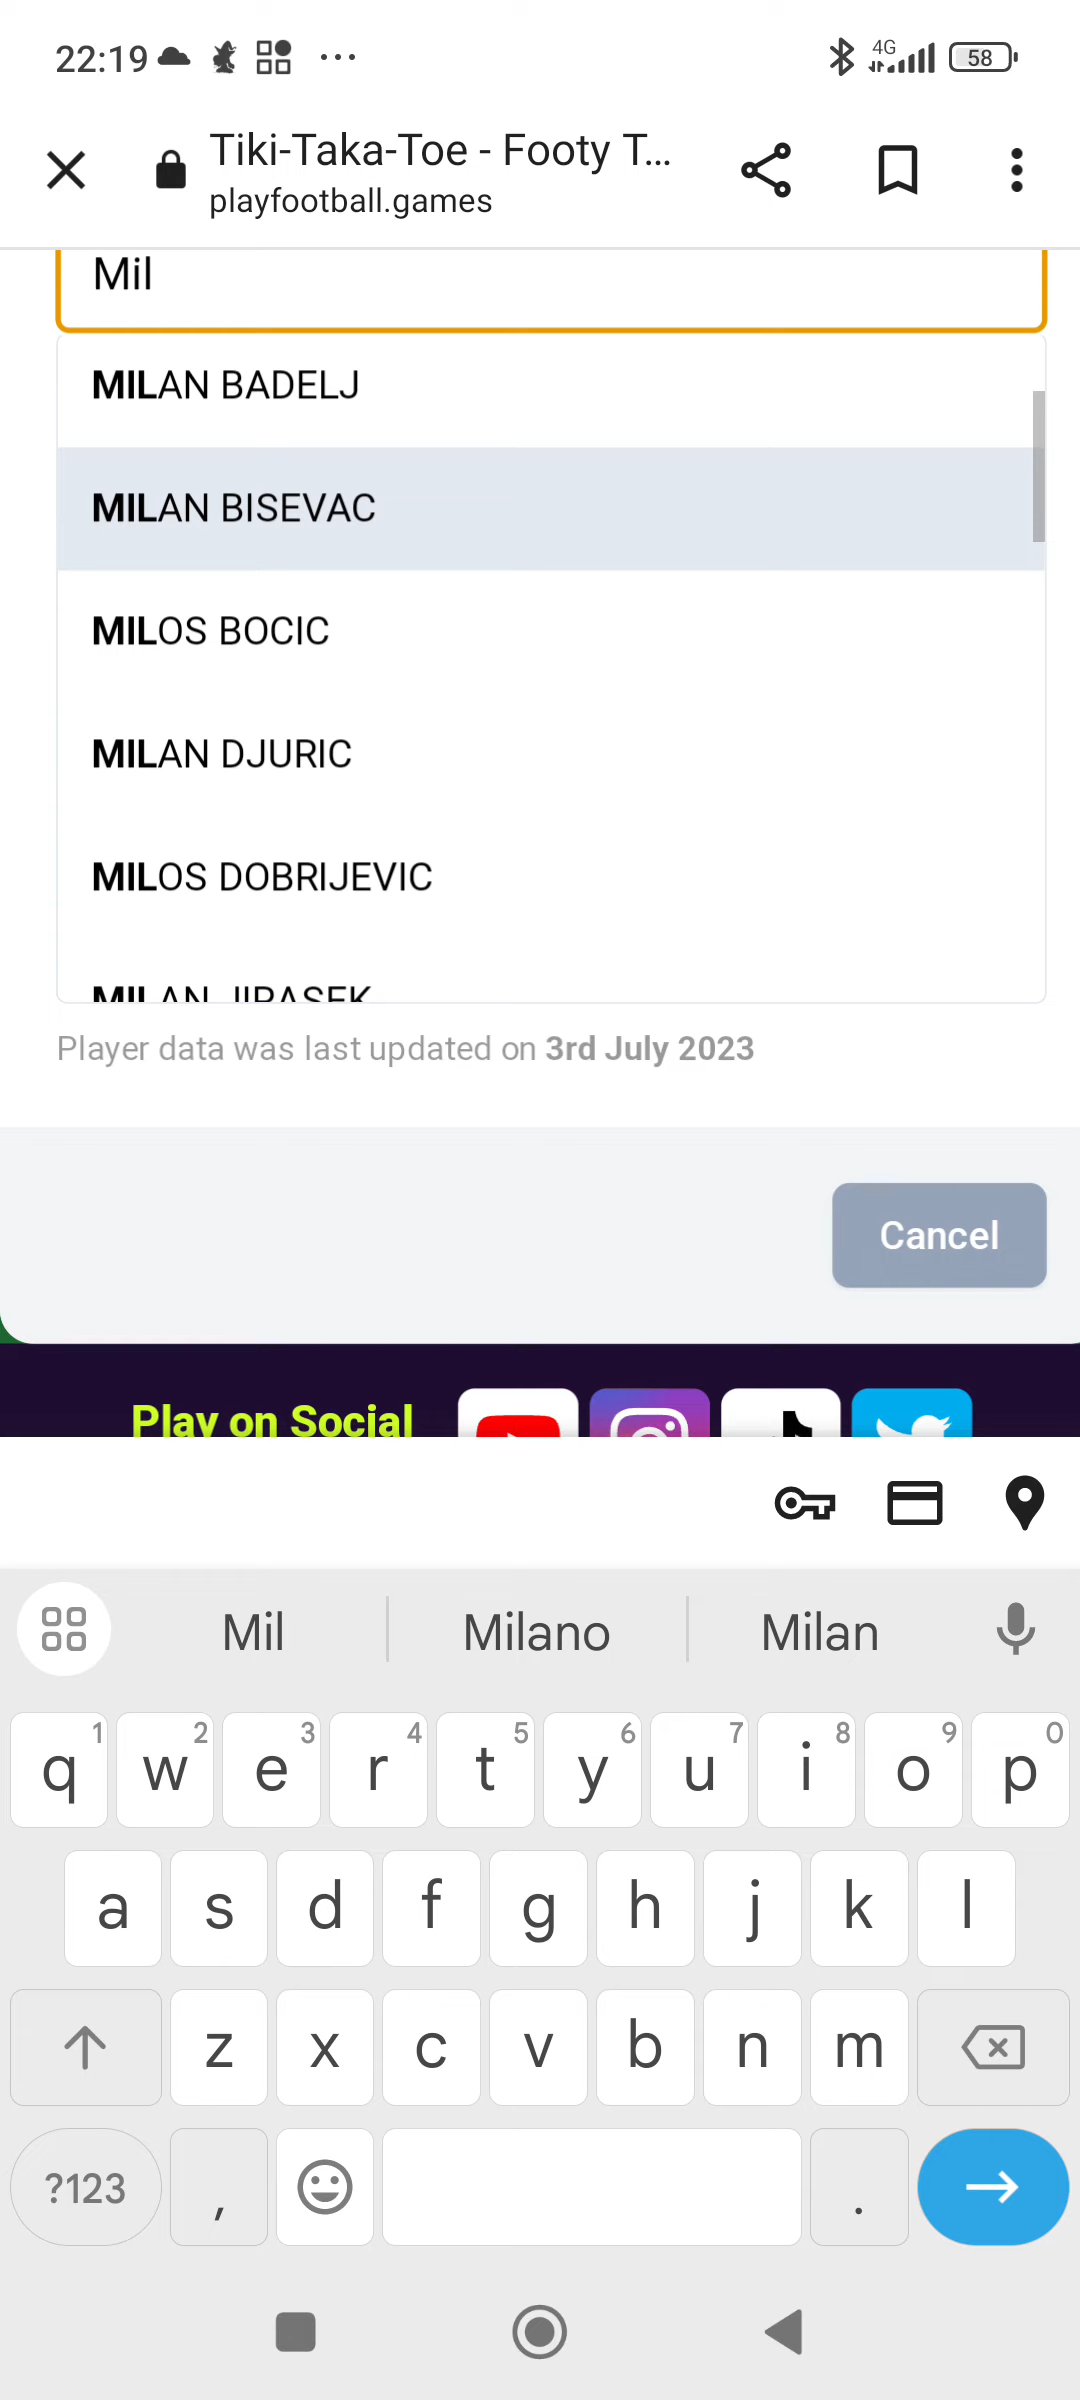 22:19
4G
58
Tiki-Taka-Toe - Footy T...
playfootball.games
Mil
MILAN BADELJ
MILAN BISEVAC
MILOS BOCIC
MILAN DJURIC
MILOS DOBRIJEVIC
MILAN JIRASEK
Player data was last updated on 3rd July 2023
Cancel
Play on Social
Mil Milano Milan
1 2 3 4 5 6 7 8 9 0
q w e r t y u i o p
a s d f g h j k l
z x c v b n m
?123 , .